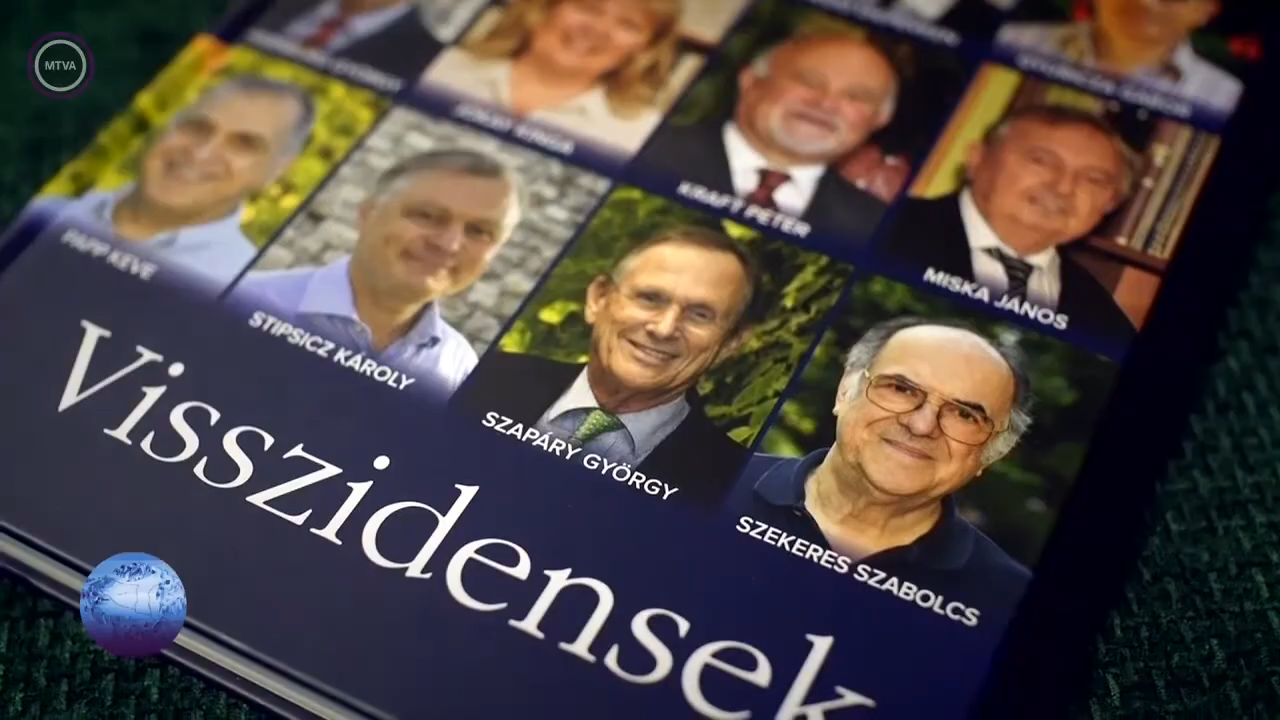 MTVA
KRAFT PÉTER
MISKA JÁNOS
PAPP KEVE
STIPSICZ KÁROLY
SZAPÁRY GYÖRGY
SZEKERES SZABOLCS
Visszidensek